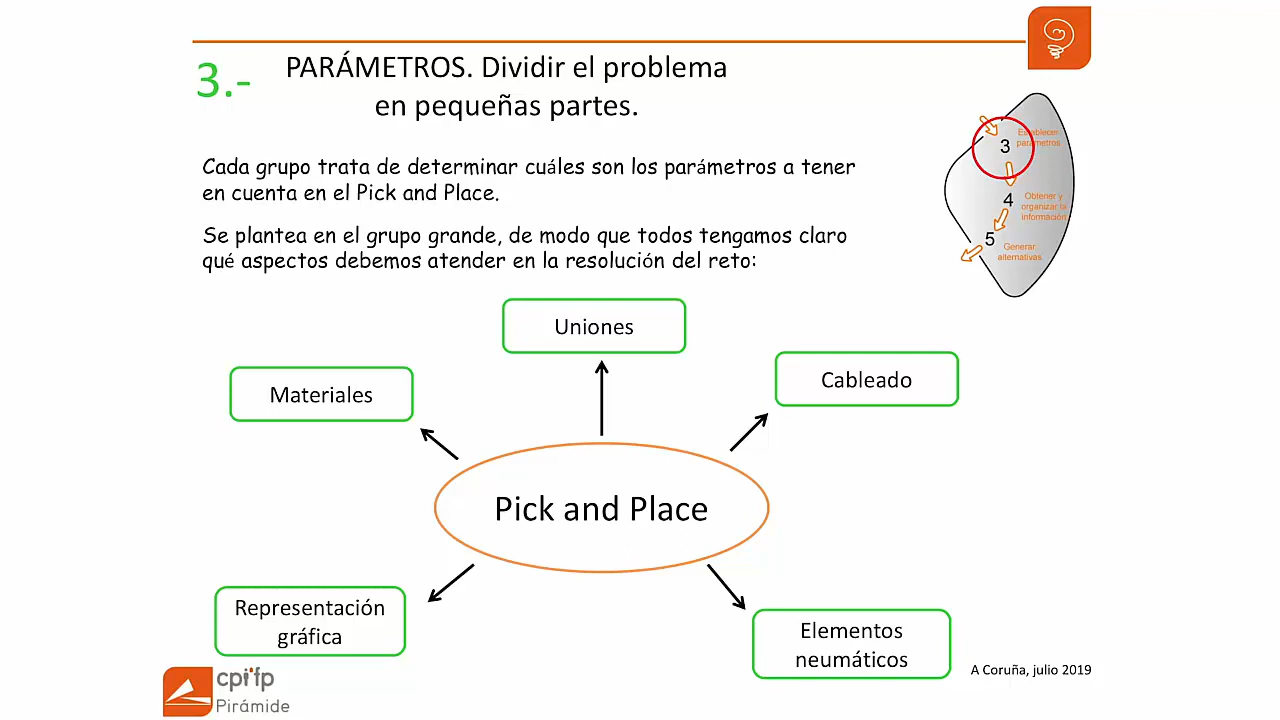 3.-
PARÁMETROS. Dividir el problema
en pequeñas partes.
Cada grupo trata de determinar cuáles son los parámetros a tener
en cuenta en el Pick and Place.
Se plantea en el grupo grande, de modo que todos tengamos claro
qué aspectos debemos atender en la resolución del reto:
3
Establecer
parámetros
4
Obtener y
organizar la
información
5
Generar
alternativas
Uniones
Cableado
Materiales
Pick and Place
Representación
gráfica
Elementos
neumáticos
cpifp
Pirámide
A Coruña, julio 2019